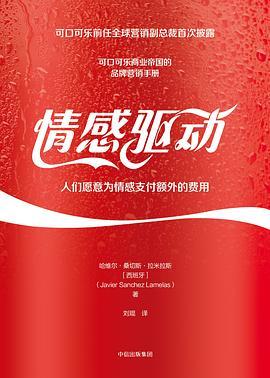 可口可乐前任全球营销副总裁首次披露
可口可乐商业帝国的
品牌营销手册
情感驱动
人们愿意为情感支付额外的费用
哈维尔·桑切斯·拉米拉斯
[西班牙]
(Javier Sanchez Lamelas)
著
刘琨 译
中信出版集团